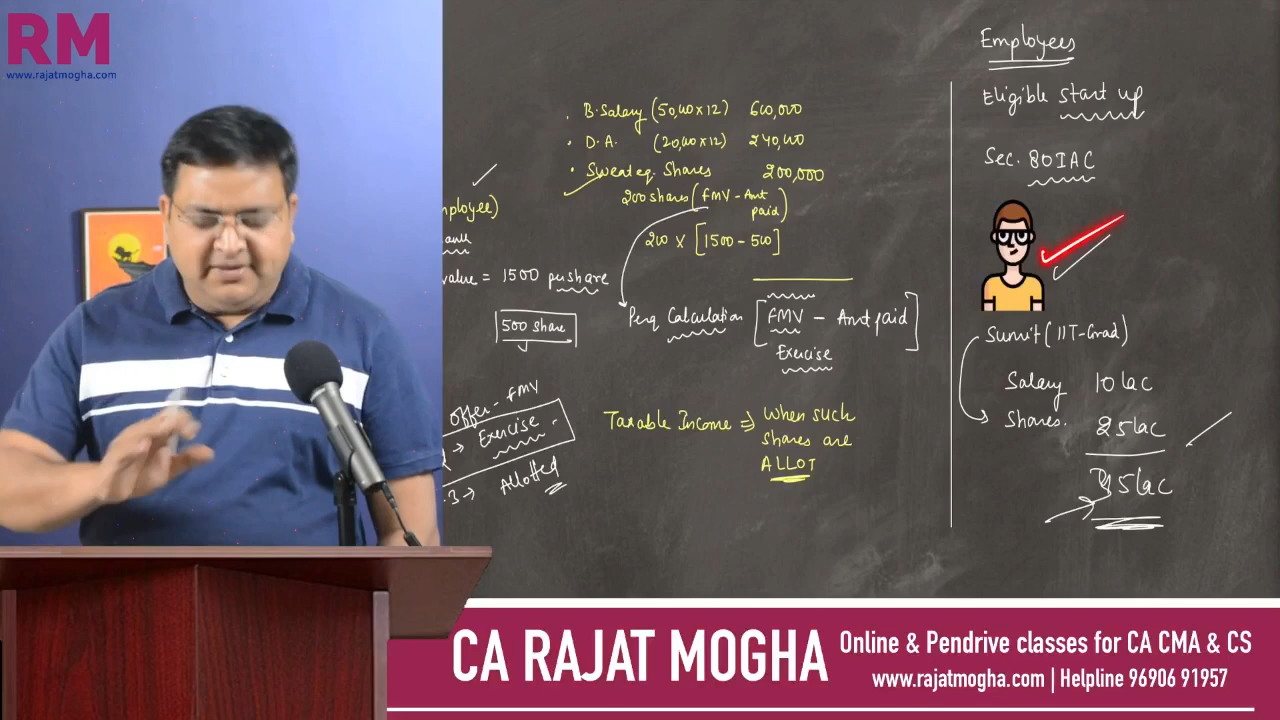 RM
www.rajatmogha.com
Employees
Eligible Start up
Sec. 80IAC
Sumit (IIT-Grad)
Salary 10 lac
Shares. 25 lac
35 lac
• B. Salary (50,000 x 12) 600,000
• D. A. (20,000 x 12) 240,000
• Sweat eq. Shares 200,000
200 shares (FMV - Amt paid)
200 x [1500 - 500]
Perq Calculation [FMV - Amt paid]
Exercise
Taxable Income ⇒ When such
shares are
ALLOT
ployee)
value = 1500 per share
500 share
Offer - FMV
→ Exercise
3 → Allotted
CA RAJAT MOGHA
Online & Pendrive classes for CA CMA & CS
www.rajatmogha.com | Helpline 96906 91957